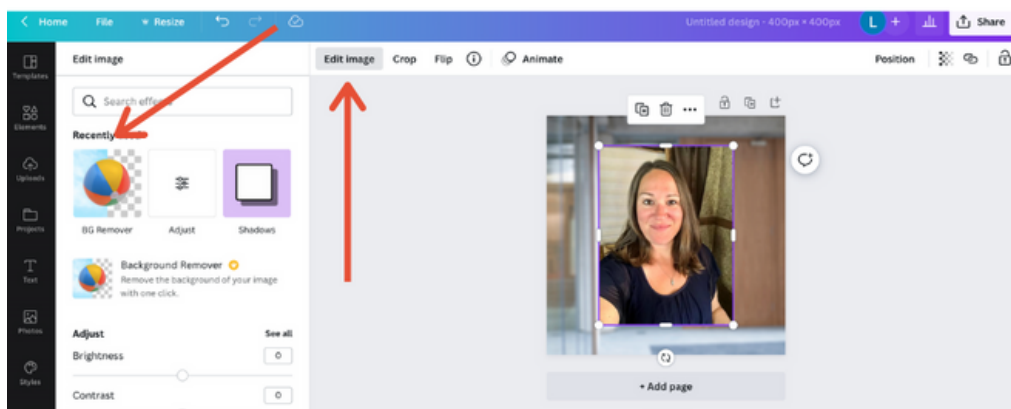 Home File Resize Untitled design - 400px × 400px L + Share
Templates
Elements
Uploads
Projects
Text
Photos
Styles
Edit image
Search
Recently
BG Remover Adjust Shadows
Background Remover
Remove the background of your image
with one click.
Adjust See all
Brightness 0
Contrast 0
Edit image Crop Flip Animate Position
+ Add page